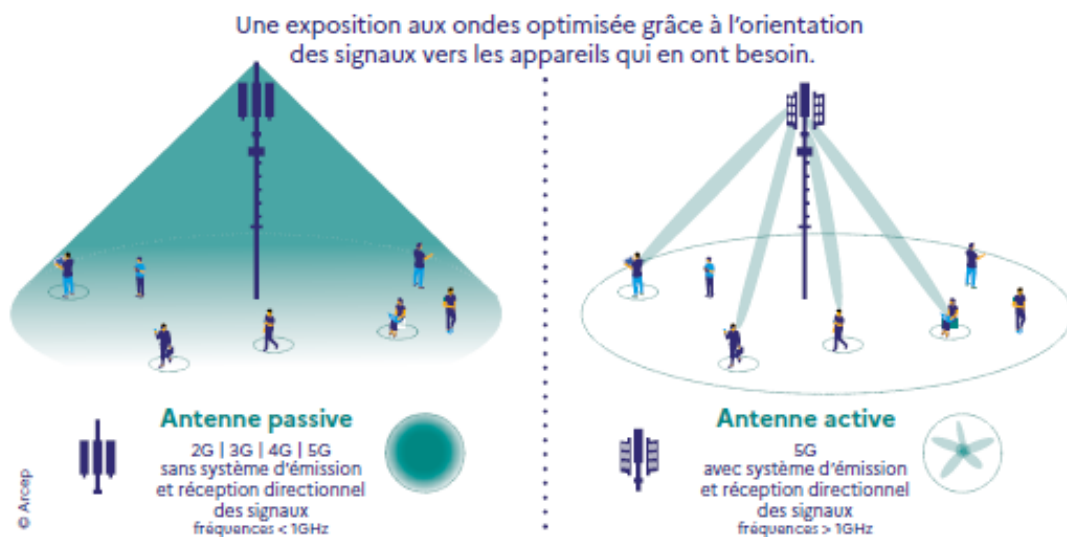 Une exposition aux ondes optimisée grâce à l'orientation
des signaux vers les appareils qui en ont besoin.
Antenne passive
2G | 3G | 4G | 5G
sans système d'émission
et réception directionnel
des signaux
fréquences < 1GHz
Antenne active
5G
avec système d'émission
et réception directionnel
des signaux
fréquences > 1GHz
© Arcep